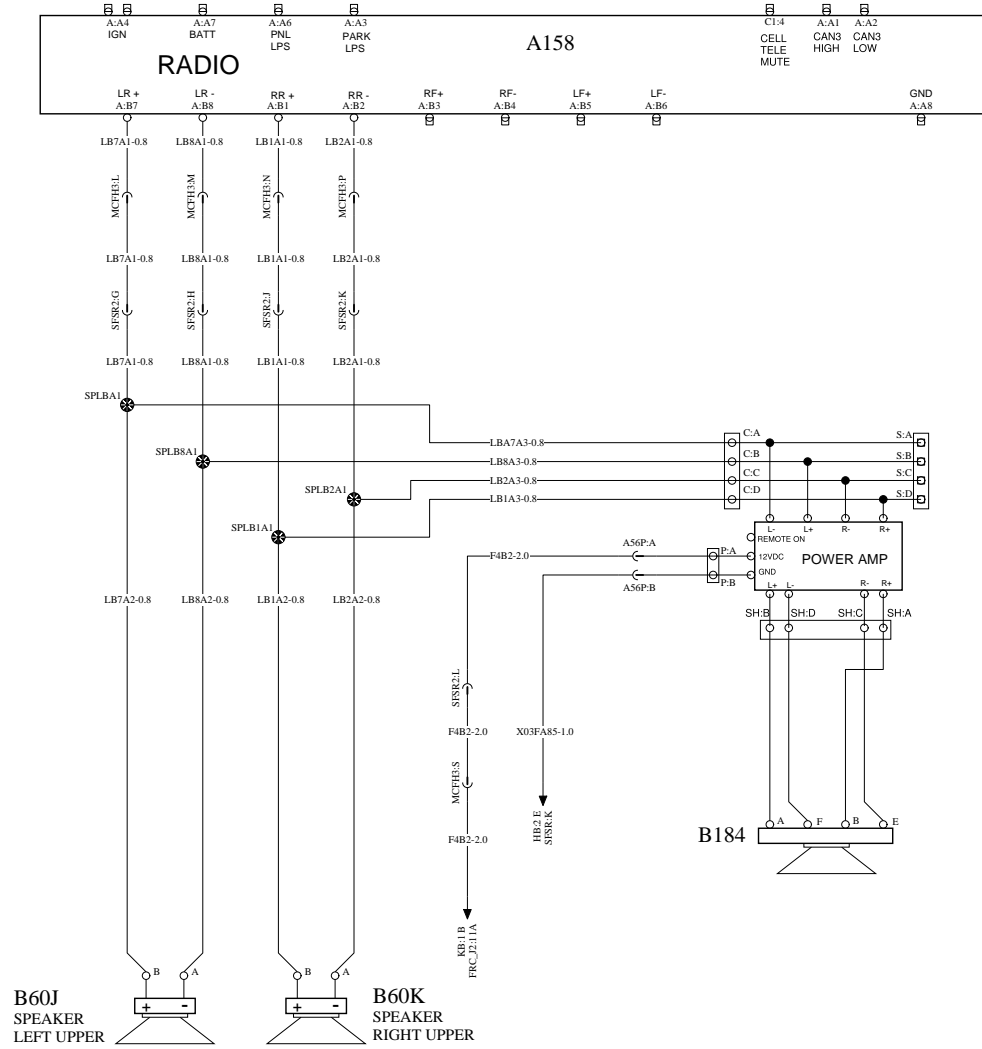 A:A4
IGN
A:A7
BATT
A:A6
PNL
LPS
A:A3
PARK
LPS
A158
C1:4
CELL
TELE
MUTE
A:A1
CAN3
HIGH
A:A2
CAN3
LOW
RADIO
LR +
A:B7
LR -
A:B8
RR +
A:B1
RR -
A:B2
RF+
A:B3
RF-
A:B4
LF+
A:B5
LF-
A:B6
GND
A:A8
LB7A1-0.8
LB8A1-0.8
LB1A1-0.8
LB2A1-0.8
MCFH3:L
MCFH3:M
MCFH3:N
MCFH3:P
LB7A1-0.8
LB8A1-0.8
LB1A1-0.8
LB2A1-0.8
SFSR2:G
SFSR2:H
SFSR2:J
SFSR2:K
LB7A1-0.8
LB8A1-0.8
LB1A1-0.8
LB2A1-0.8
SPLBA1
SPLB8A1
SPLB2A1
SPLB1A1
LBA7A3-0.8
LB8A3-0.8
LB2A3-0.8
LB1A3-0.8
C:A
C:B
C:C
C:D
S:A
S:B
S:C
S:D
L-
L+
R-
R+
REMOTE ON
12VDC
GND
POWER AMP
L+
L-
R-
R+
A56P:A
A56P:B
P:A
P:B
F4B2-2.0
SH:B
SH:D
SH:C
SH:A
LB7A2-0.8
LB8A2-0.8
LB1A2-0.8
LB2A2-0.8
SFSR2:L
F4B2-2.0
X03FA85-1.0
MCFH3:S
HB:2 E
SFSR:K
F4B2-2.0
KB:1 B
FRC_J2:11A
B184
A
F
B
E
B60J
SPEAKER
LEFT UPPER
B
A
+
-
B
A
+
-
B60K
SPEAKER
RIGHT UPPER